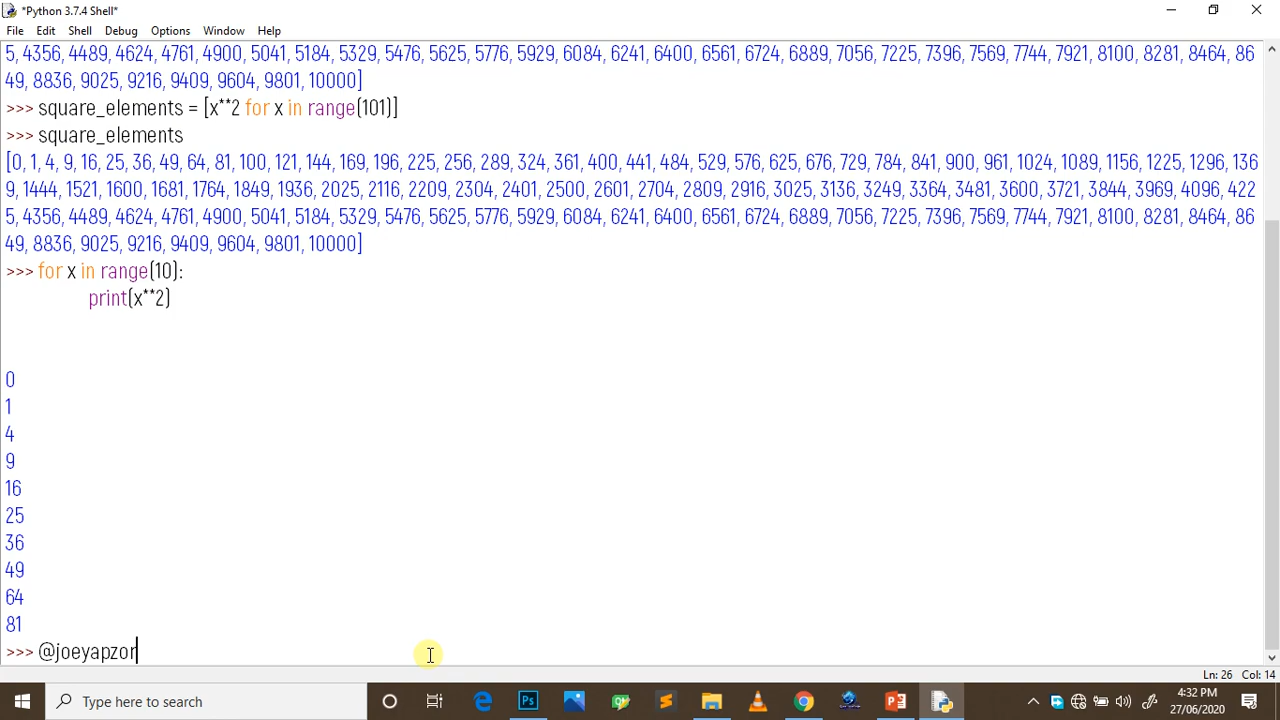 *Python 3.7.4 Shell*
File Edit Shell Debug Options Window Help
5, 4356, 4489, 4624, 4761, 4900, 5041, 5184, 5329, 5476, 5625, 5776, 5929, 6084, 6241, 6400, 6561, 6724, 6889, 7056, 7225, 7396, 7569, 7744, 7921, 8100, 8281, 8464, 86
49, 8836, 9025, 9216, 9409, 9604, 9801, 10000]
>>> square_elements = [x**2 for x in range(101)]
>>> square_elements
[0, 1, 4, 9, 16, 25, 36, 49, 64, 81, 100, 121, 144, 169, 196, 225, 256, 289, 324, 361, 400, 441, 484, 529, 576, 625, 676, 729, 784, 841, 900, 961, 1024, 1089, 1156, 1225, 1296, 136
9, 1444, 1521, 1600, 1681, 1764, 1849, 1936, 2025, 2116, 2209, 2304, 2401, 2500, 2601, 2704, 2809, 2916, 3025, 3136, 3249, 3364, 3481, 3600, 3721, 3844, 3969, 4096, 422
5, 4356, 4489, 4624, 4761, 4900, 5041, 5184, 5329, 5476, 5625, 5776, 5929, 6084, 6241, 6400, 6561, 6724, 6889, 7056, 7225, 7396, 7569, 7744, 7921, 8100, 8281, 8464, 86
49, 8836, 9025, 9216, 9409, 9604, 9801, 10000]
>>> for x in range(10):
print(x**2)
0
1
4
9
16
25
36
49
64
81
>>> @joeyapzor
Ln: 26 Col: 14
Type here to search
4:32 PM
27/06/2020